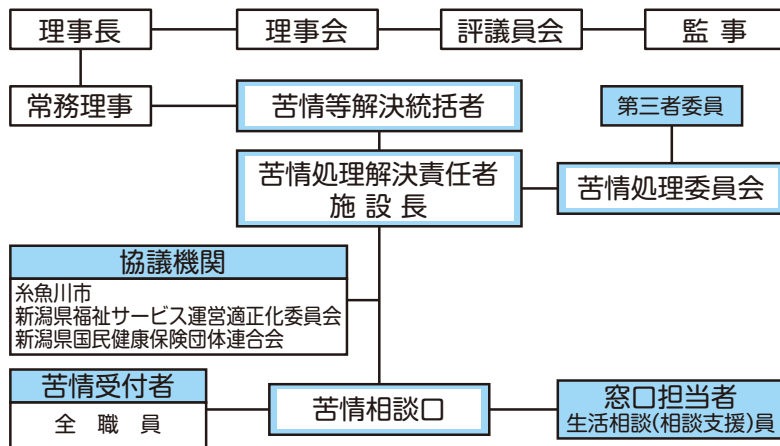 理事長
理事会
評議員会
監 事
常務理事
苦情等解決統括者
第三者委員
苦情処理解決責任者
施 設 長
苦情処理委員会
協議機関
糸魚川市
新潟県福祉サービス運営適正化委員会
新潟県国民健康保険団体連合会
苦情受付者
全 職 員
苦情相談口
窓口担当者
生活相談(相談支援)員